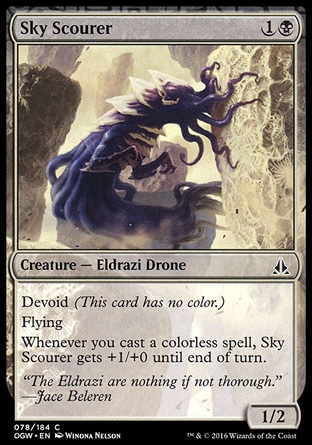 Sky Scourer 1
Creature — Eldrazi Drone
Devoid (This card has no color.)
Flying
Whenever you cast a colorless spell, Sky
Scourer gets +1/+0 until end of turn.
"The Eldrazi are nothing if not thorough."
—Jace Beleren
1/2
078/184 C
OGW • EN Winona Nelson
™ & © 2016 Wizards of the Coast